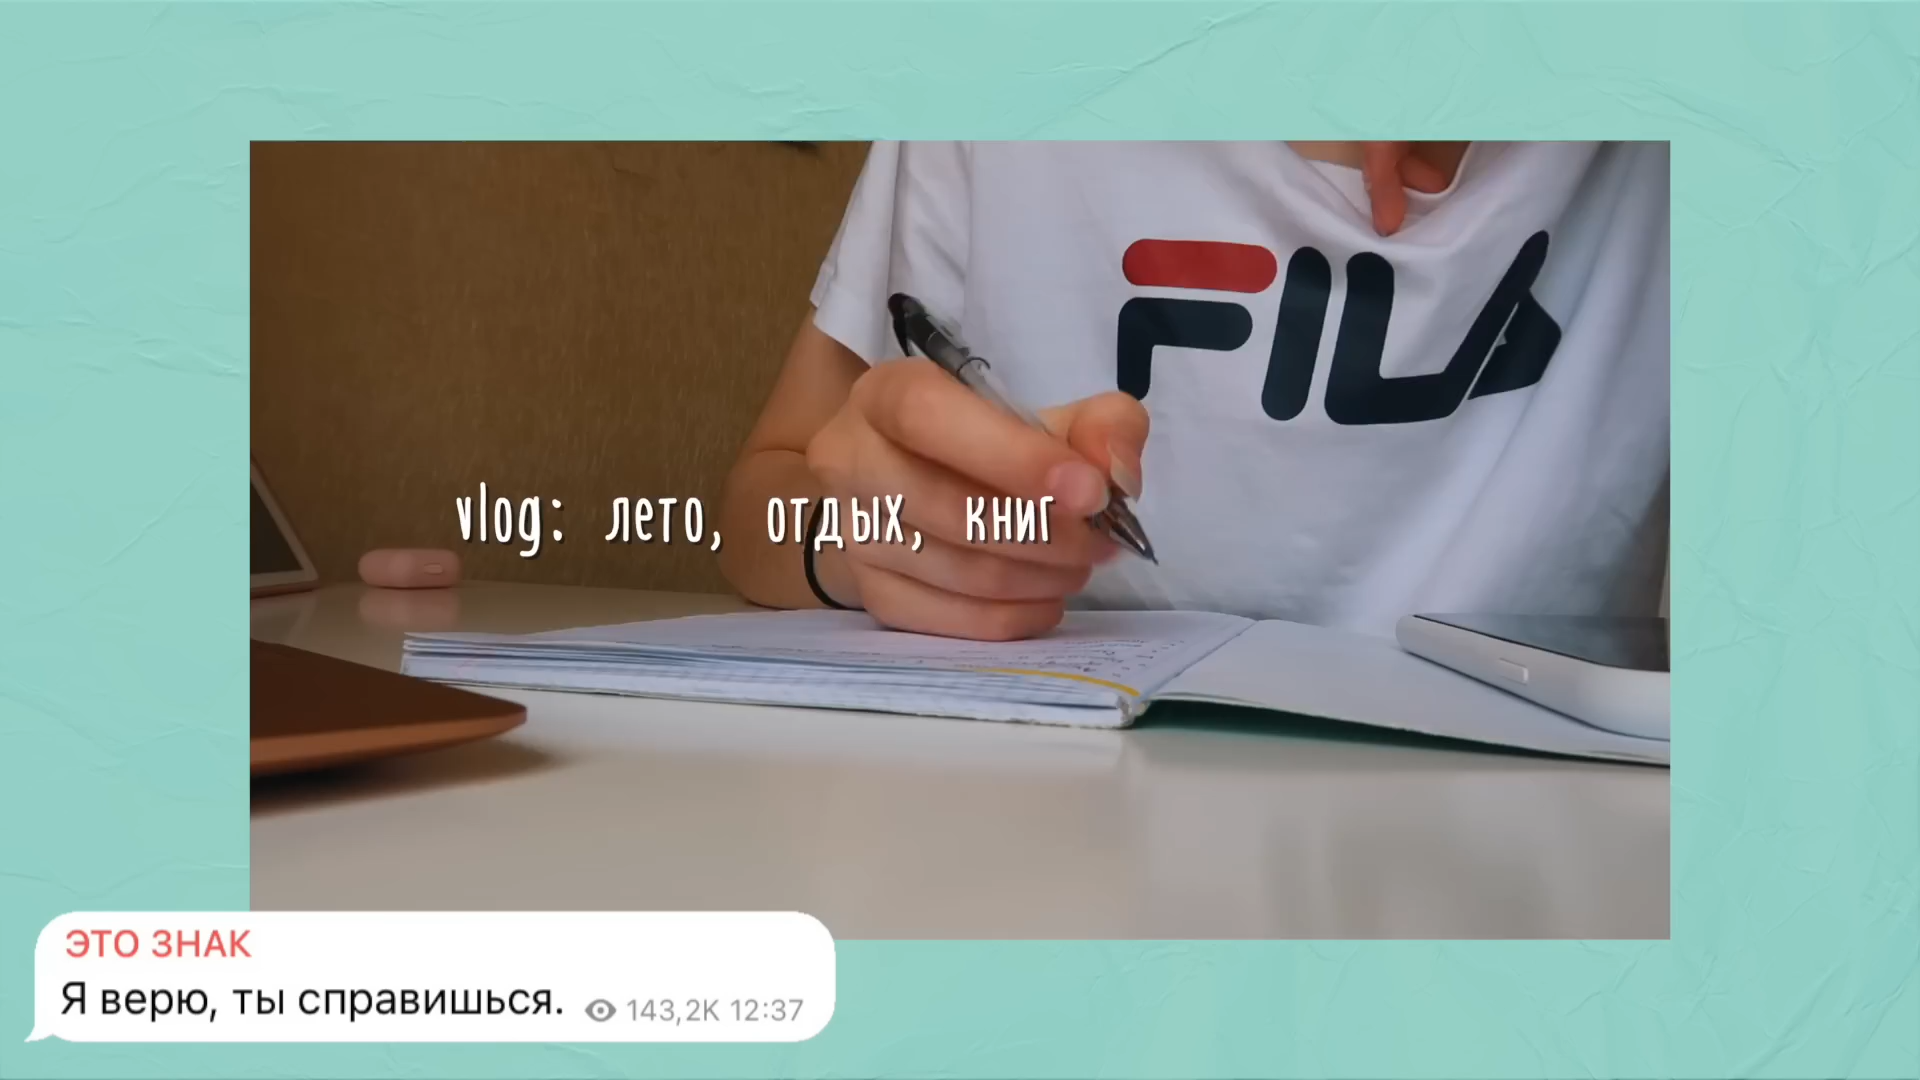 FILA
vlog: лето, отдых, книг
ЭТО ЗНАК
Я верю, ты справишься. 143,2K 12:37